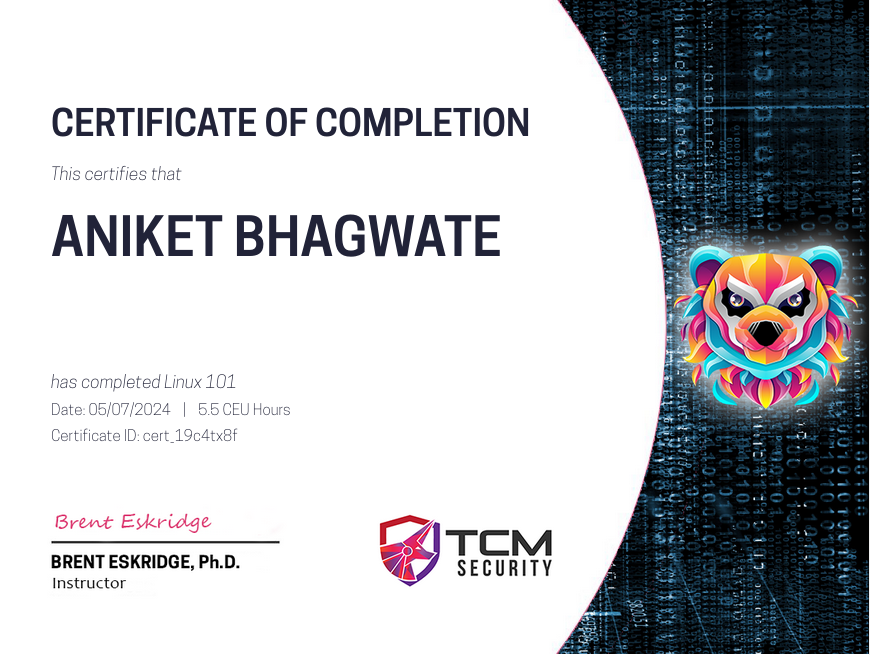 CERTIFICATE OF COMPLETION
This certifies that
ANIKET BHAGWATE
has completed Linux 101
Date: 05/07/2024 | 5.5 CEU Hours
Certificate ID: cert_19c4tx8f
Brent Eskridge
BRENT ESKRIDGE, Ph.D.
Instructor
TCM
SECURITY